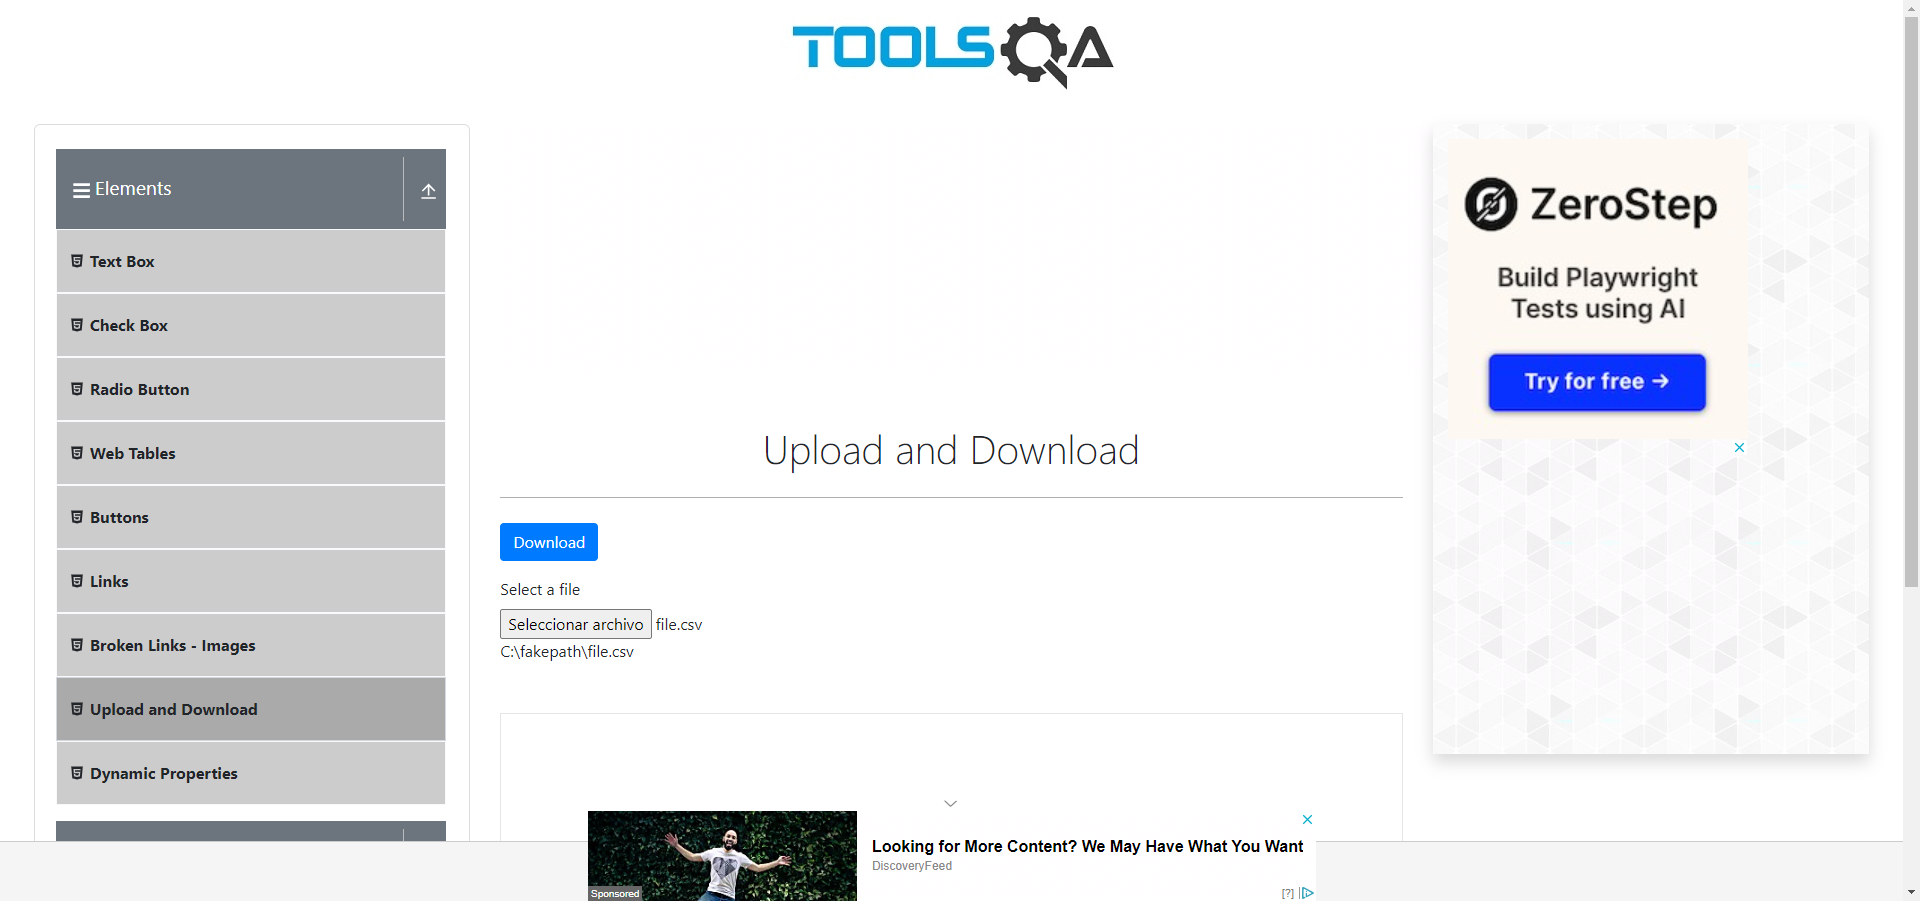 TOOLSQA
Elements
Text Box
Check Box
Radio Button
Web Tables
Buttons
Links
Broken Links - Images
Upload and Download
Dynamic Properties
Upload and Download
Download
Select a file
Seleccionar archivo file.csv
C:\fakepath\file.csv
ZeroStep
Build Playwright
Tests using AI
Try for free →
Sponsored
Looking for More Content? We May Have What You Want
DiscoveryFeed
[?]